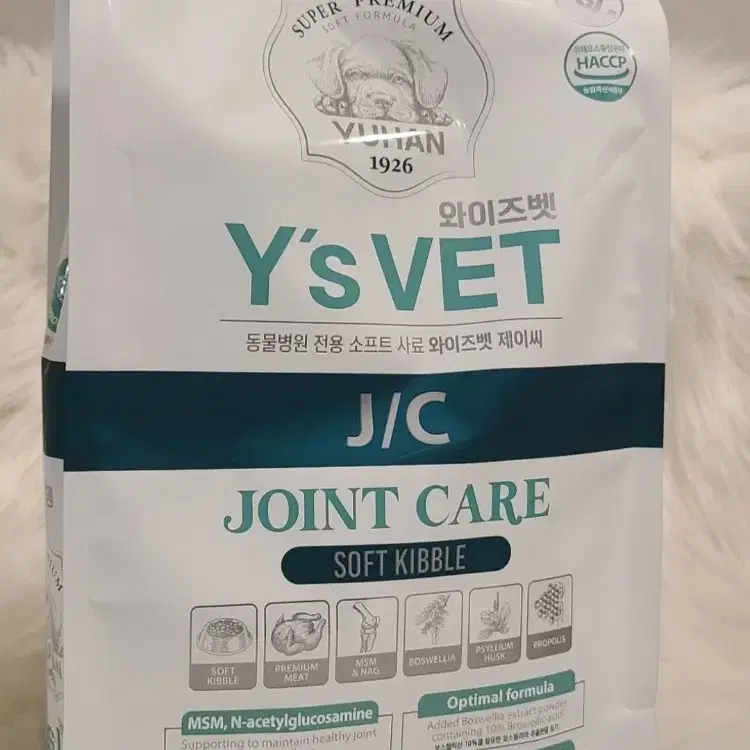 SUPER PREMIUM
SOFT FORMULA
YUHAN
1926
HACCP
와이즈벳
Y's VET
동물병원 전용 소프트 사료 와이즈벳 제이씨
J/C
JOINT CARE
SOFT KIBBLE
SOFT KIBBLE
PREMIUM MEAT
MSM & NAG
BOSWELLIA
PSYLLIUM HUSK
PROPOLIS
MSM, N-acetylglucosamine
Supporting to maintain healthy joint
Optimal formula
Added Boswellia extract powder
containing 10% Boswellic acid